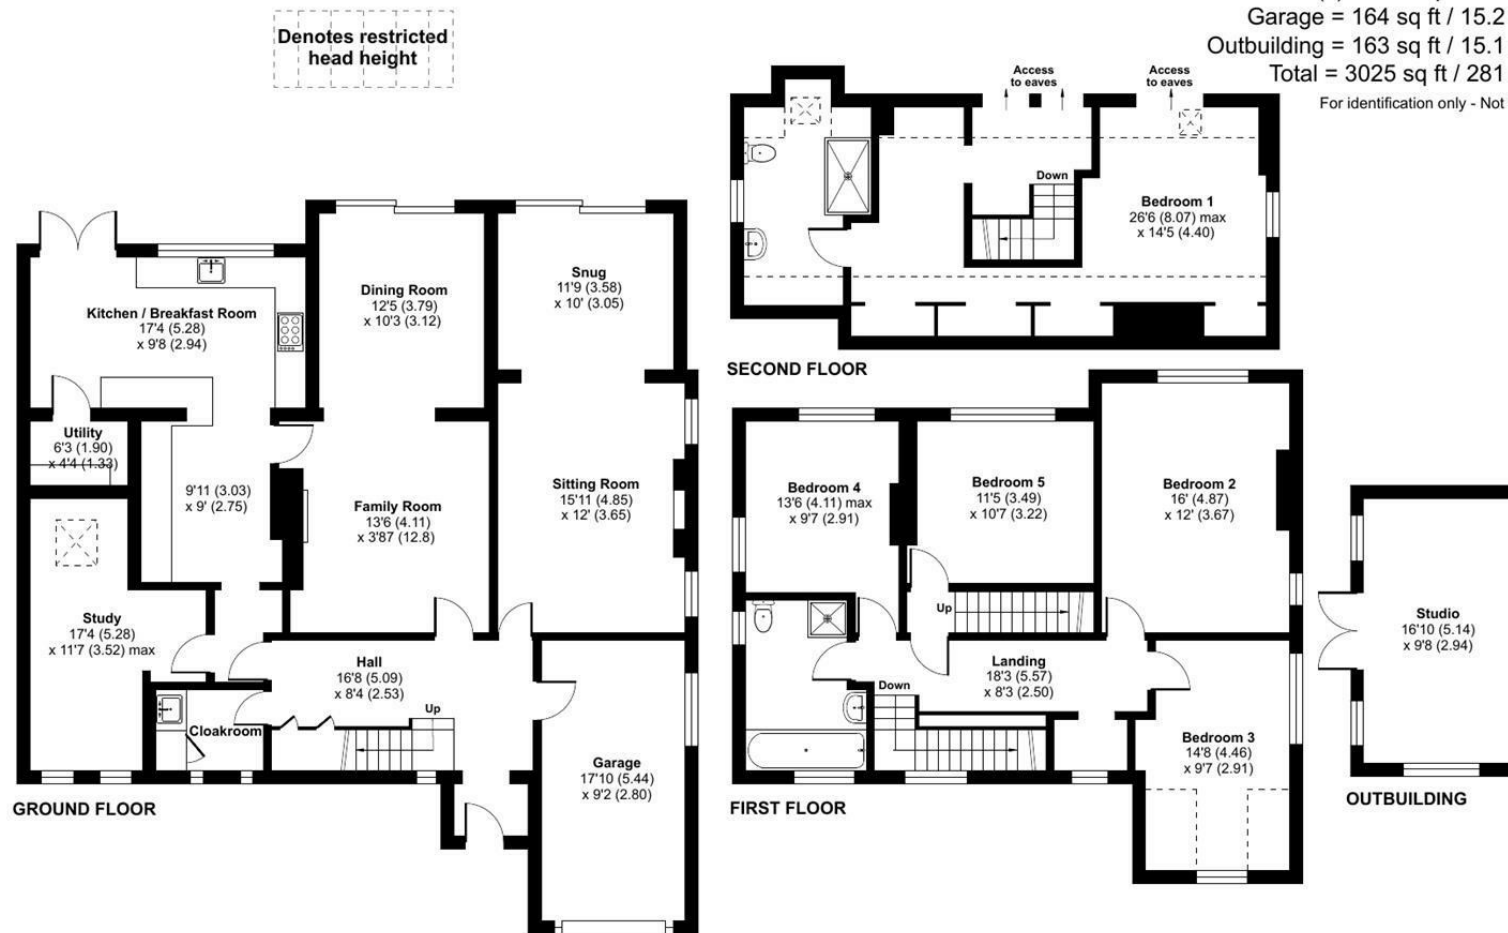 Denotes restricted
head height
Garage = 164 sq ft / 15.2
Outbuilding = 163 sq ft / 15.1
Total = 3025 sq ft / 281
For identification only - Not
Access
to eaves
Access
to eaves
Down
Bedroom 1
26'6 (8.07) max
x 14'5 (4.40)
SECOND FLOOR
Kitchen / Breakfast Room
17'4 (5.28)
x 9'8 (2.94)
Dining Room
12'5 (3.79)
x 10'3 (3.12)
Snug
11'9 (3.58)
x 10' (3.05)
Utility
6'3 (1.90)
x 4'4 (1.33)
9'11 (3.03)
x 9' (2.75)
Family Room
13'6 (4.11)
x 3'87 (12.8)
Sitting Room
15'11 (4.85)
x 12' (3.65)
Study
17'4 (5.28)
x 11'7 (3.52) max
Hall
16'8 (5.09)
x 8'4 (2.53)
Up
Cloakroom
Garage
17'10 (5.44)
x 9'2 (2.80)
GROUND FLOOR
Bedroom 4
13'6 (4.11) max
x 9'7 (2.91)
Bedroom 5
11'5 (3.49)
x 10'7 (3.22)
Bedroom 2
16' (4.87)
x 12' (3.67)
Up
Landing
18'3 (5.57)
x 8'3 (2.50)
Down
Bedroom 3
14'8 (4.46)
x 9'7 (2.91)
FIRST FLOOR
Studio
16'10 (5.14)
x 9'8 (2.94)
OUTBUILDING